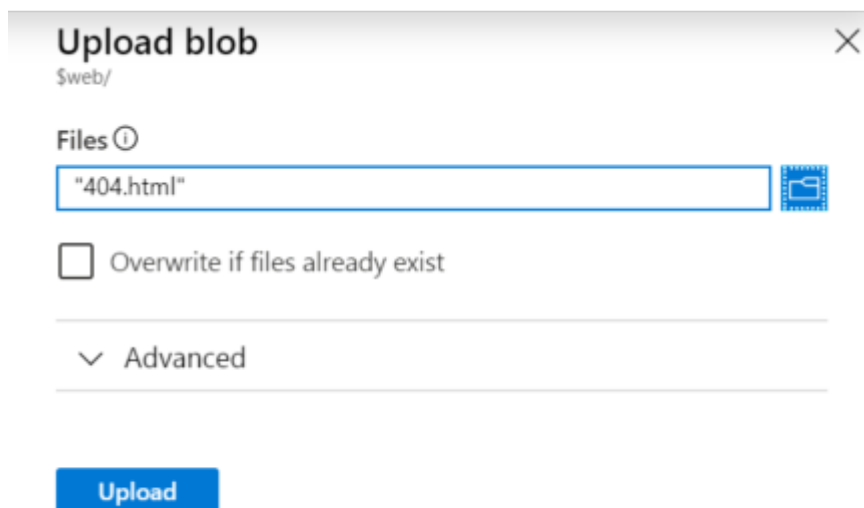 Upload blob
$web/
Files
"404.html"
Overwrite if files already exist
Advanced
Upload